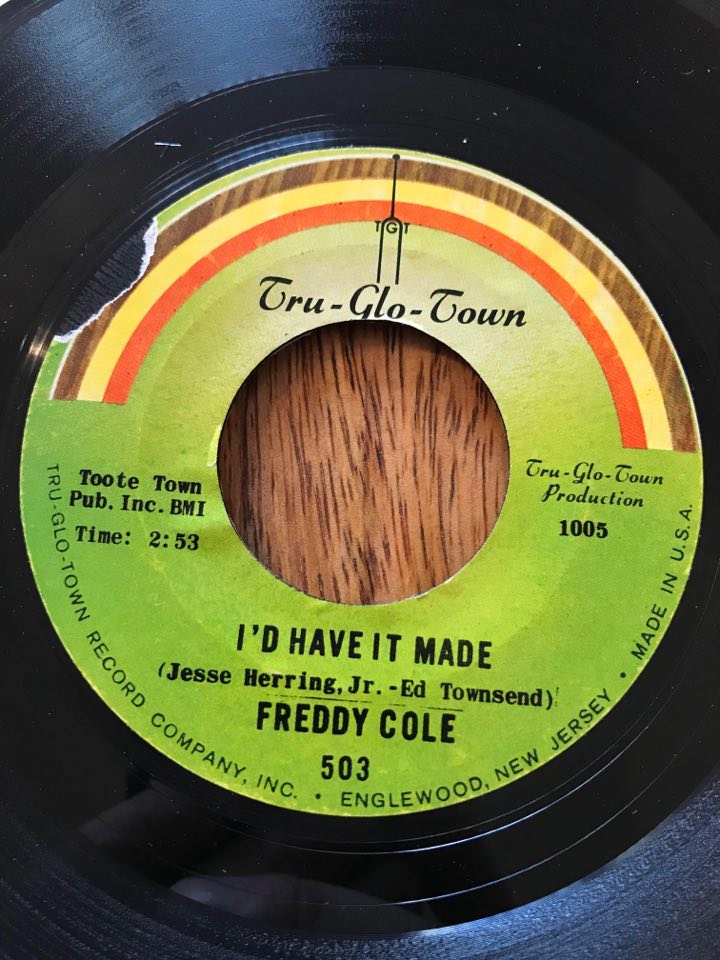 TGT
Tru-Glo-Town
Toote Town
Pub. Inc. BMI
Time: 2:53
Tru-Glo-Town
Production
1005
I'D HAVE IT MADE
(Jesse Herring, Jr. -Ed Townsend)
FREDDY COLE
503
TRU-GLO-TOWN RECORD COMPANY, INC. • ENGLEWOOD, NEW JERSEY • MADE IN U.S.A.